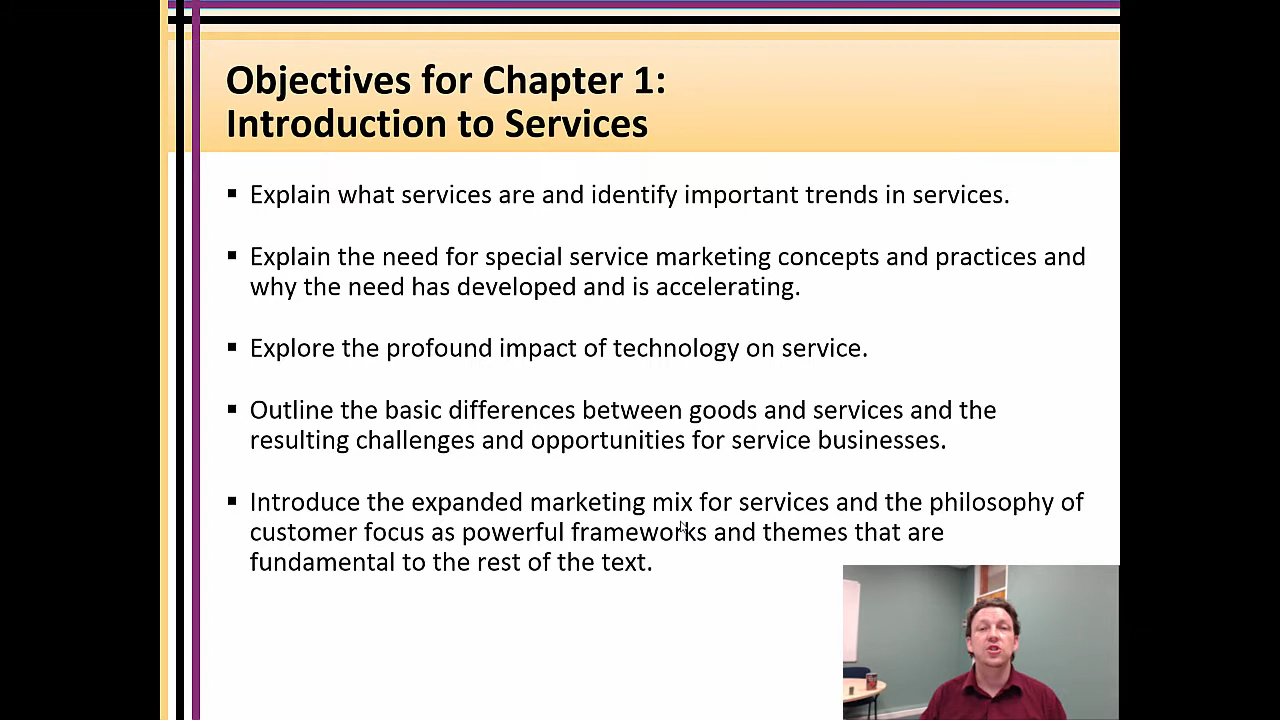 Objectives for Chapter 1:
Introduction to Services
▪ Explain what services are and identify important trends in services.
▪ Explain the need for special service marketing concepts and practices and
why the need has developed and is accelerating.
▪ Explore the profound impact of technology on service.
▪ Outline the basic differences between goods and services and the
resulting challenges and opportunities for service businesses.
▪ Introduce the expanded marketing mix for services and the philosophy of
customer focus as powerful frameworks and themes that are
fundamental to the rest of the text.